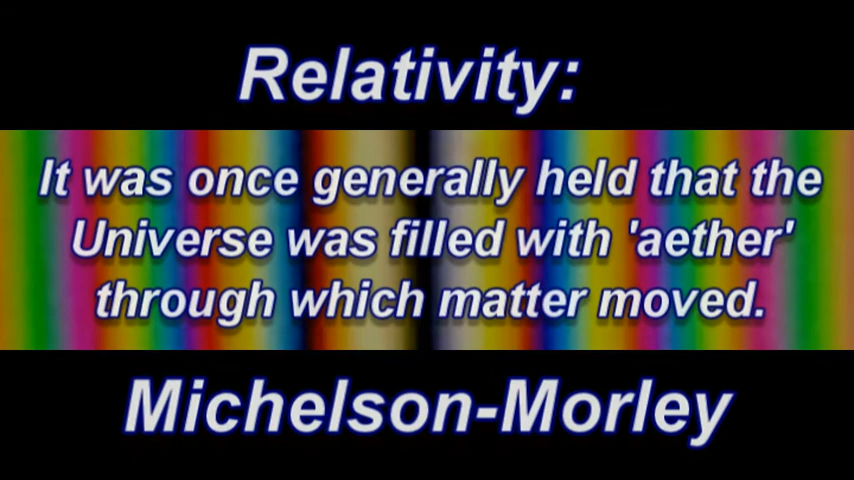 Relativity:
It was once generally held that the
Universe was filled with 'aether'
through which matter moved.
Michelson-Morley